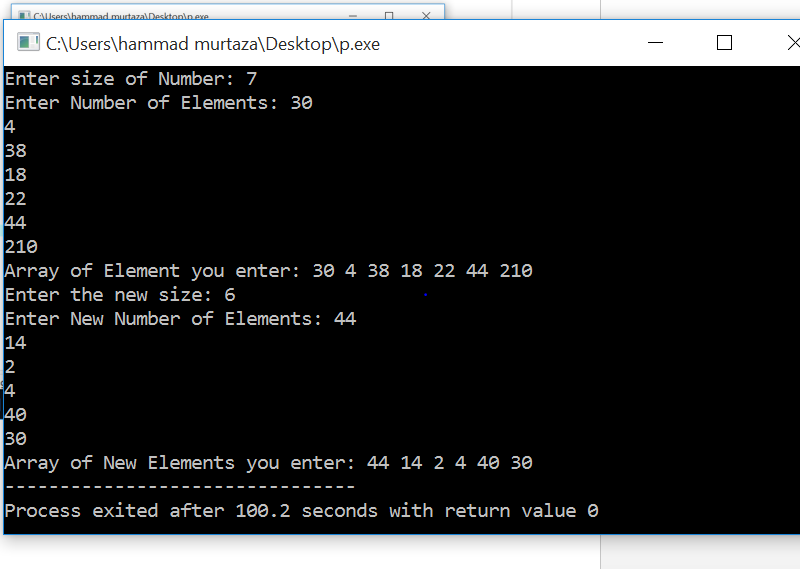 C:\Users\hammad murtaza\Desktop\p.exe
C:\Users\hammad murtaza\Desktop\p.exe
Enter size of Number: 7
Enter Number of Elements: 30
4
38
18
22
44
210
Array of Element you enter: 30 4 38 18 22 44 210
Enter the new size: 6
Enter New Number of Elements: 44
14
2
4
40
30
Array of New Elements you enter: 44 14 2 4 40 30
--------------------------------
Process exited after 100.2 seconds with return value 0